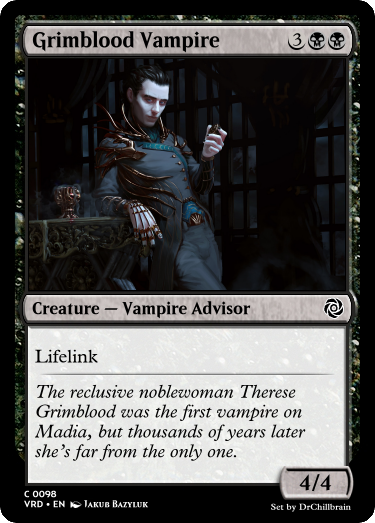 Grimblood Vampire 3
Creature — Vampire Advisor
Lifelink
The reclusive noblewoman Therese
Grimblood was the first vampire on
Madia, but thousands of years later
she's far from the only one.
4/4
C 0098
VRD • EN Jakub Bazyluk
Set by DrChillbrain